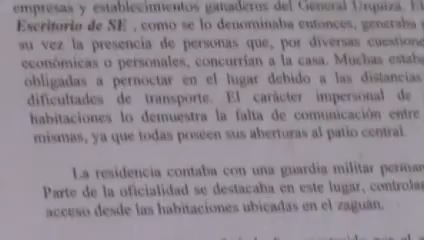 empresas y establecimientos ganaderos del General Urquiza. El
Escritorio de SE , como se lo denominaba entonces, generaba
su vez la presencia de personas que, por diversas cuestione
económicas o personales, concurrían a la casa. Muchas estab
obligadas a pernoctar en el lugar debido a las distancias
dificultades de transporte. El carácter impersonal de
habitaciones lo demuestra la falta de comunicación entre
mismas, ya que todas poseen sus aberturas al patio central.
La residencia contaba con una guardia militar perman
Parte de la oficialidad se destacaba en este lugar, controla
acceso desde las habitaciones ubicadas en el zaguán.